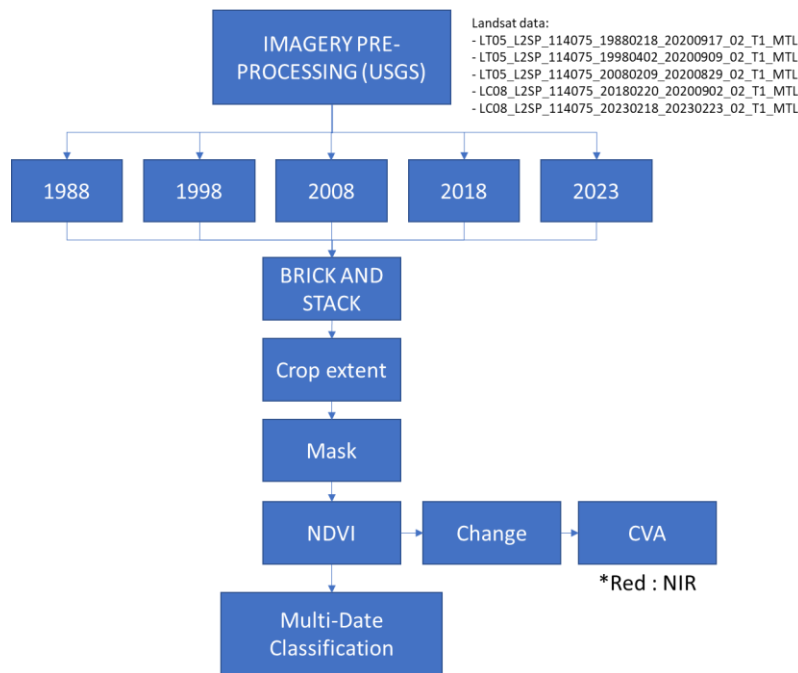 IMAGERY PRE-
PROCESSING (USGS)
Landsat data:
- LT05_L2SP_114075_19880218_20200917_02_T1_MTL
- LT05_L2SP_114075_19980402_20200909_02_T1_MTL
- LT05_L2SP_114075_20080209_20200829_02_T1_MTL
- LC08_L2SP_114075_20180220_20200902_02_T1_MTL
- LC08_L2SP_114075_20230218_20230223_02_T1_MTL
1988
1998
2008
2018
2023
BRICK AND
STACK
Crop extent
Mask
NDVI
Change
CVA
*Red : NIR
Multi-Date
Classification